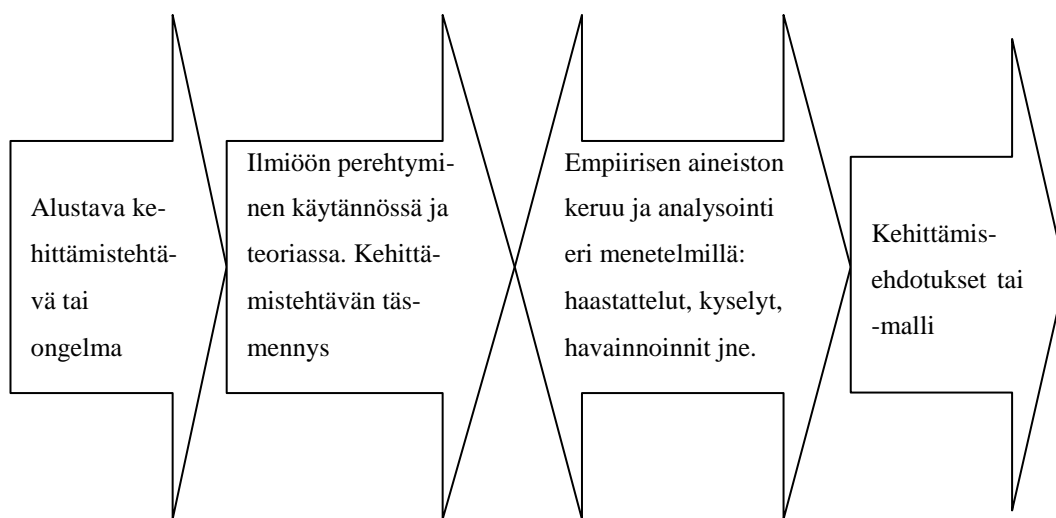 Alustava ke-
hittämistehtä-
vä tai
ongelma
Ilmiöön perehtymi-
nen käytännössä ja
teoriassa. Kehittä-
mistehtävän täs-
mennys
Empiirisen aineiston
keruu ja analysointi
eri menetelmillä:
haastattelut, kyselyt,
havainnoinnit jne.
Kehittämis-
ehdotukset tai
-malli